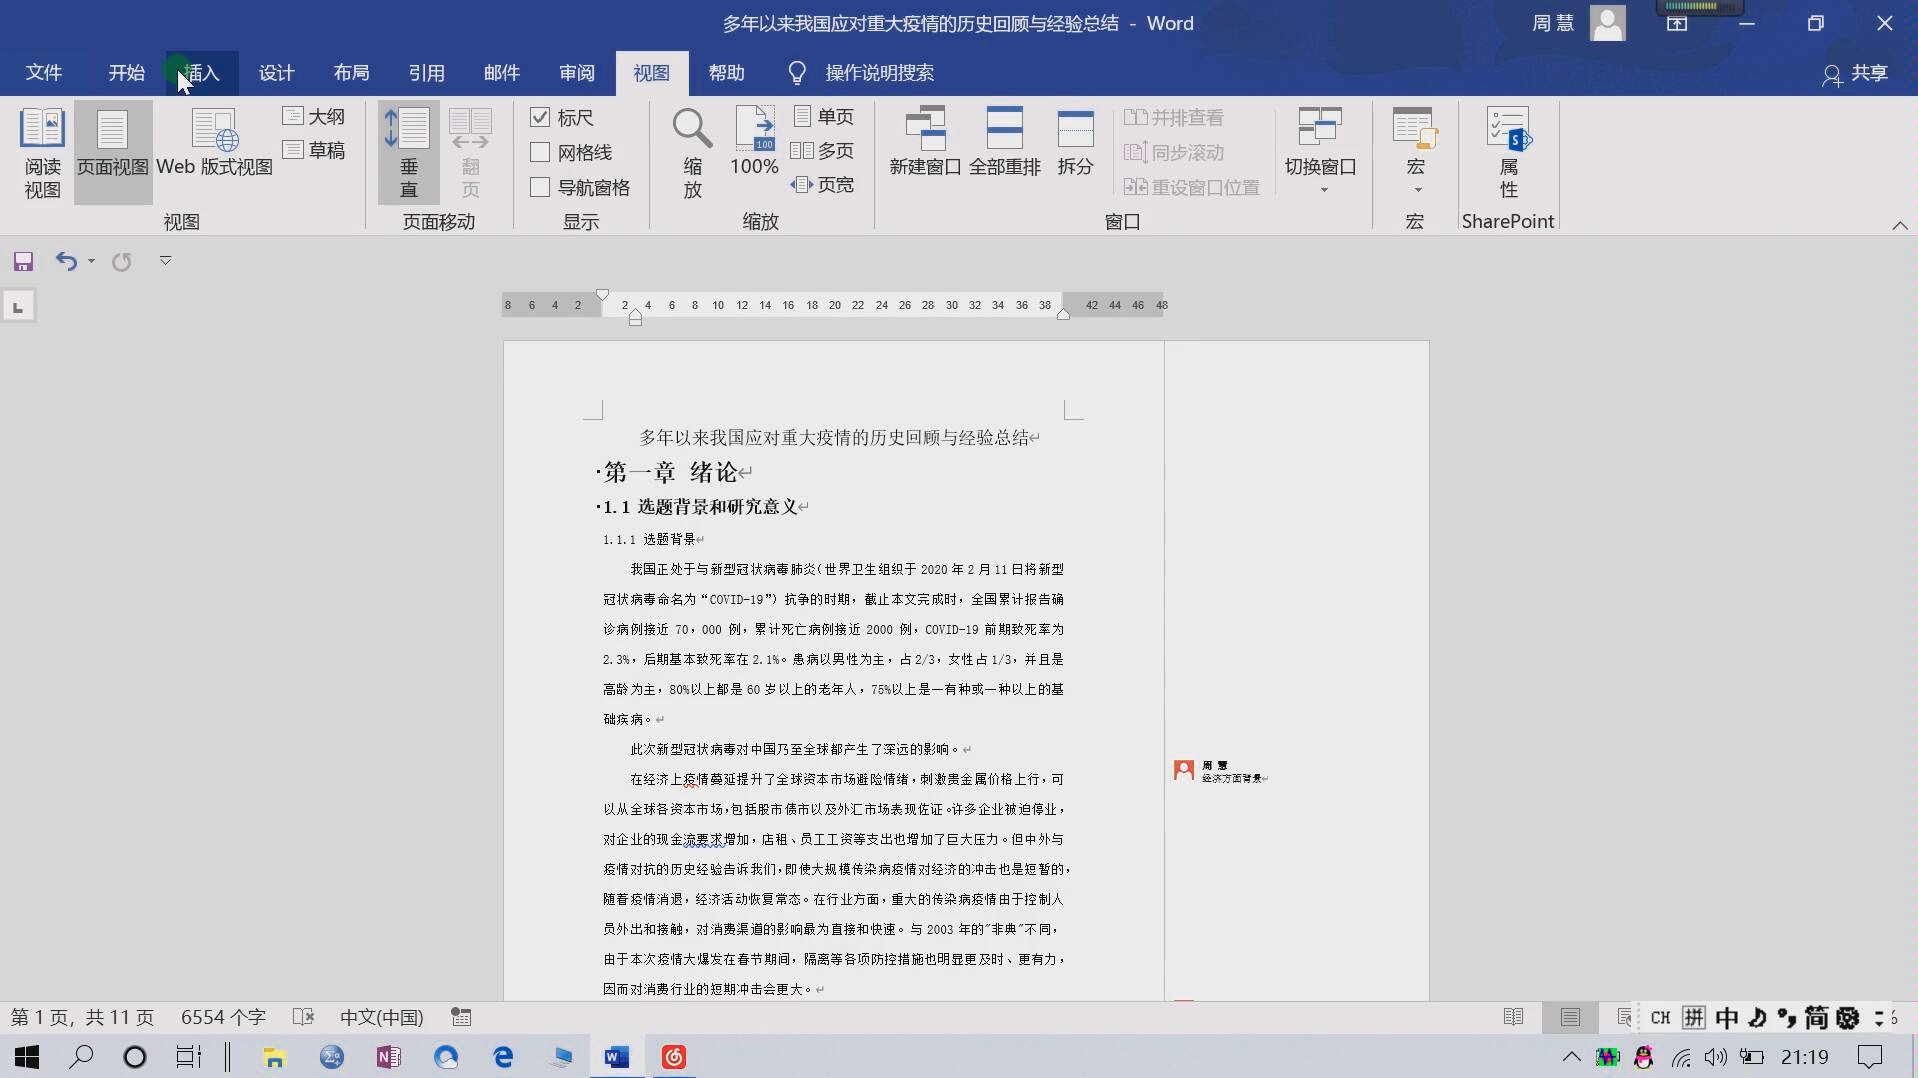 多年以来我国应对重大疫情的历史回顾与经验总结 - Word
周 慧
文件 开始 插入 设计 布局 引用 邮件 审阅 视图 帮助 操作说明搜索 共享
阅读视图 页面视图 Web 版式视图 大纲 草稿 视图
垂直 翻页 页面移动
标尺 网格线 导航窗格 显示
缩放 100% 单页 多页 页宽 缩放
新建窗口 全部重排 拆分 并排查看 同步滚动 重设窗口位置 切换窗口 窗口
宏 宏
属性 SharePoint
8 6 4 2 2 4 6 8 10 12 14 16 18 20 22 24 26 28 30 32 34 36 38 42 44 46 48
多年以来我国应对重大疫情的历史回顾与经验总结
第一章 绪论
1.1 选题背景和研究意义
1.1.1 选题背景
我国正处于与新型冠状病毒肺炎(世界卫生组织于 2020 年 2 月 11 日将新型
冠状病毒命名为“COVID-19”）抗争的时期，截止本文完成时，全国累计报告确
诊病例接近 70，000 例，累计死亡病例接近 2000 例，COVID-19 前期致死率为
2.3%，后期基本致死率在 2.1%。患病以男性为主，占 2/3，女性占 1/3，并且是
高龄为主，80%以上都是 60 岁以上的老年人，75%以上是一有种或一种以上的基
础疾病。
此次新型冠状病毒对中国乃至全球都产生了深远的影响。
在经济上疫情蔓延提升了全球资本市场避险情绪，刺激贵金属价格上行，可
以从全球各资本市场，包括股市债市以及外汇市场表现佐证。许多企业被迫停业，
对企业的现金流要求增加，店租、员工工资等支出也增加了巨大压力。但中外与
疫情对抗的历史经验告诉我们，即使大规模传染病疫情对经济的冲击也是短暂的，
随着疫情消退，经济活动恢复常态。在行业方面，重大的传染病疫情由于控制人
员外出和接触，对消费渠道的影响最为直接和快速。与 2003 年的"非典"不同，
由于本次疫情大爆发在春节期间，隔离等各项防控措施也明显更及时、更有力，
因而对消费行业的短期冲击会更大。
周 慧
经济方面背景
第 1 页，共 11 页 6554 个字 中文(中国)
CH 拼 中 简
21:19